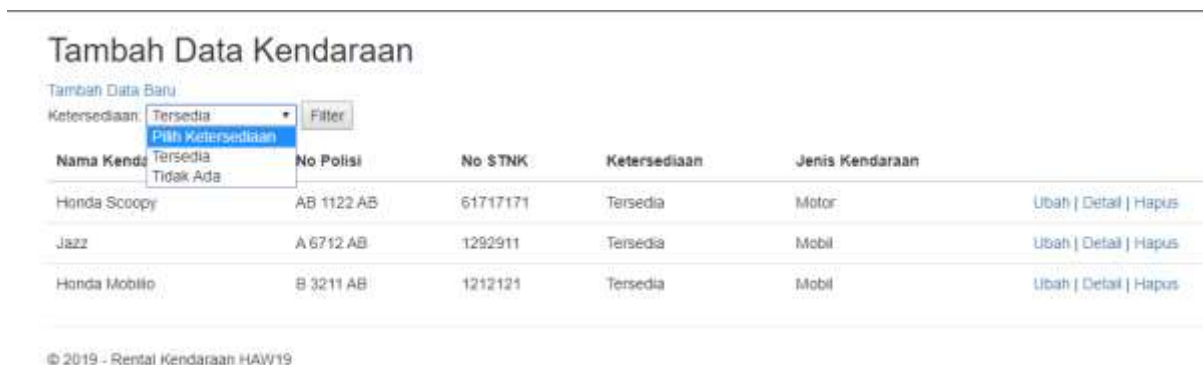 Tambah Data Kendaraan
Tambah Data Baru
Ketersediaan: Tersedia Filter
Pilih Ketersediaan
Tersedia
Tidak Ada
Nama Kenda No Polisi No STNK Ketersediaan Jenis Kendaraan
Honda Scoopy AB 1122 AB 61717171 Tersedia Motor Ubah | Detail | Hapus
Jazz A 6712 AB 1292911 Tersedia Mobil Ubah | Detail | Hapus
Honda Mobilio B 3211 AB 1212121 Tersedia Mobil Ubah | Detail | Hapus
© 2019 - Rental Kendaraan HAW19